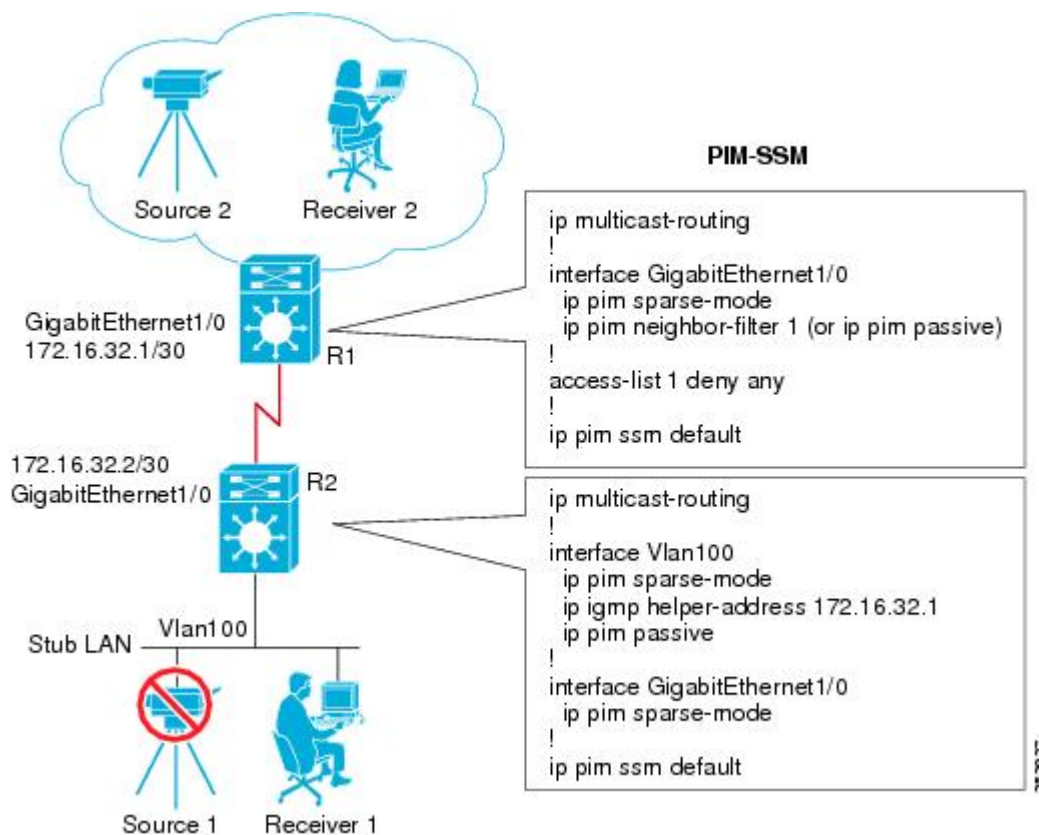 Source 2
Receiver 2
GigabitEthernet1/0
172.16.32.1/30
R1
172.16.32.2/30
GigabitEthernet1/0
R2
Vlan100
Stub LAN
Source 1
Receiver 1
PIM-SSM
ip multicast-routing
!
interface GigabitEthernet1/0
ip pim sparse-mode
ip pim neighbor-filter 1 (or ip pim passive)
!
access-list 1 deny any
!
ip pim ssm default
ip multicast-routing
!
interface Vlan100
ip pim sparse-mode
ip igmp helper-address 172.16.32.1
ip pim passive
!
interface GigabitEthernet1/0
ip pim sparse-mode
!
ip pim ssm default